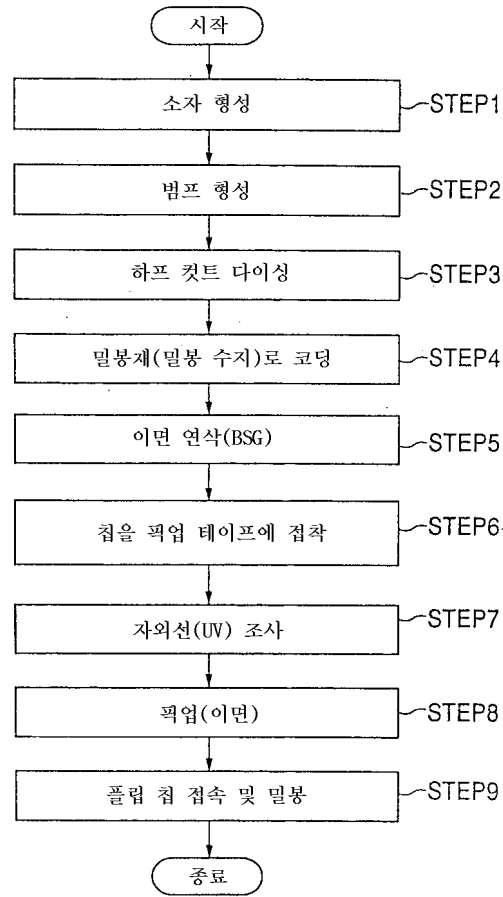 시작
소자 형성
STEP1
범프 형성
STEP2
하프 컷트 다이싱
STEP3
밀봉재(밀봉 수지)로 코딩
STEP4
이면 연삭(BSG)
STEP5
칩을 픽업 테이프에 접착
STEP6
자외선(UV) 조사
STEP7
픽업(이면)
STEP8
플립 칩 접속 및 밀봉
STEP9
종료